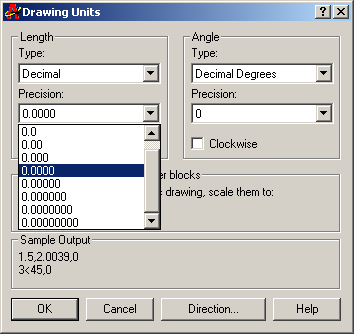 Drawing Units
Length
Type:
Decimal
Precision:
0.0000
0.0
0.00
0.000
0.0000
0.00000
0.000000
0.0000000
0.00000000
Angle
Type:
Decimal Degrees
Precision:
0
Clockwise
blocks
drawing, scale them to:
Sample Output
1.5,2.0039,0
3<45,0
OK
Cancel
Direction...
Help